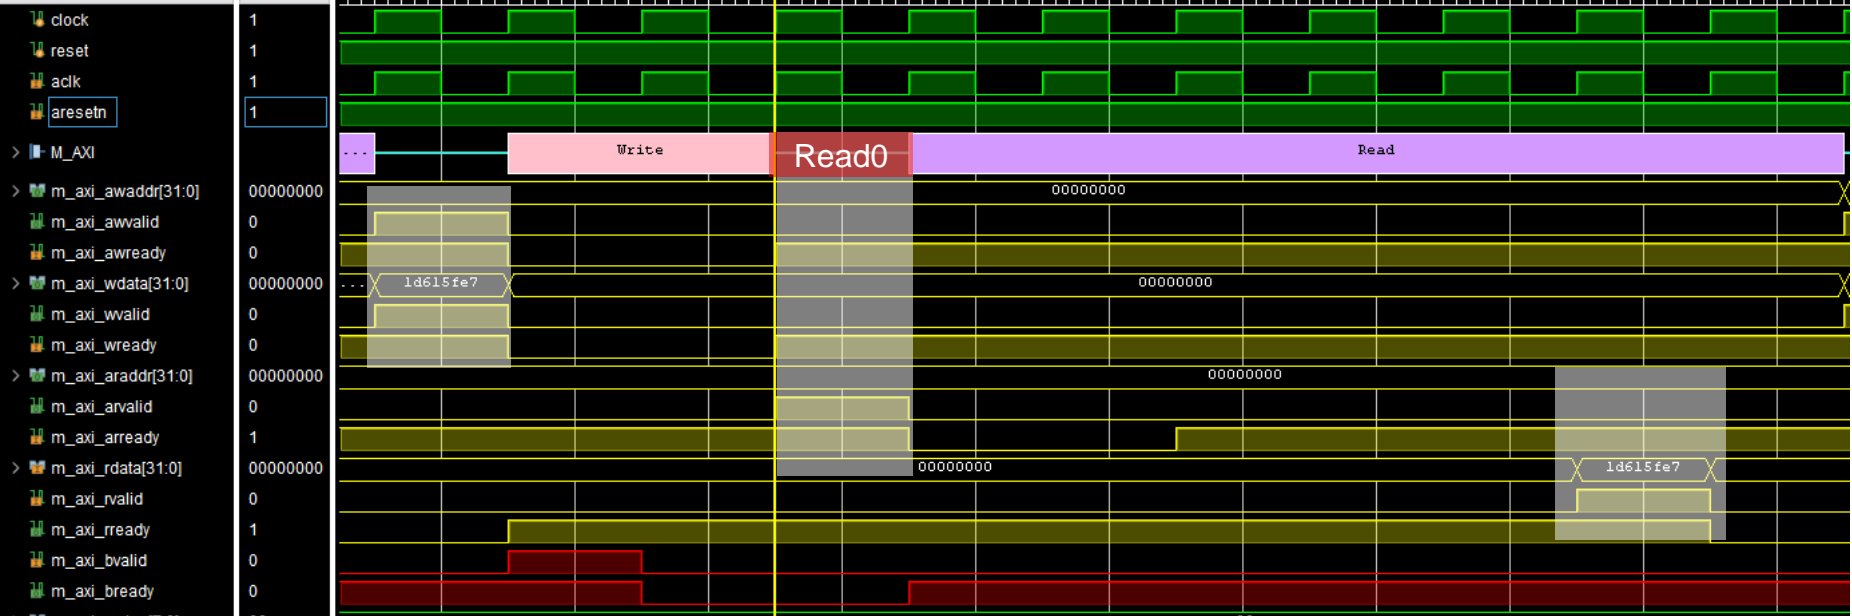 clock 1
reset 1
aclk 1
aresetn 1
M_AXI ... Write Read0 Read
m_axi_awaddr[31:0] 00000000 00000000
m_axi_awvalid 0
m_axi_awready 0
m_axi_wdata[31:0] 00000000 ... 1d615fe7 00000000
m_axi_wvalid 0
m_axi_wready 0
m_axi_araddr[31:0] 00000000 00000000
m_axi_arvalid 0
m_axi_arready 1
m_axi_rdata[31:0] 00000000 00000000 1d615fe7
m_axi_rvalid 0
m_axi_rready 1
m_axi_bvalid 0
m_axi_bready 0